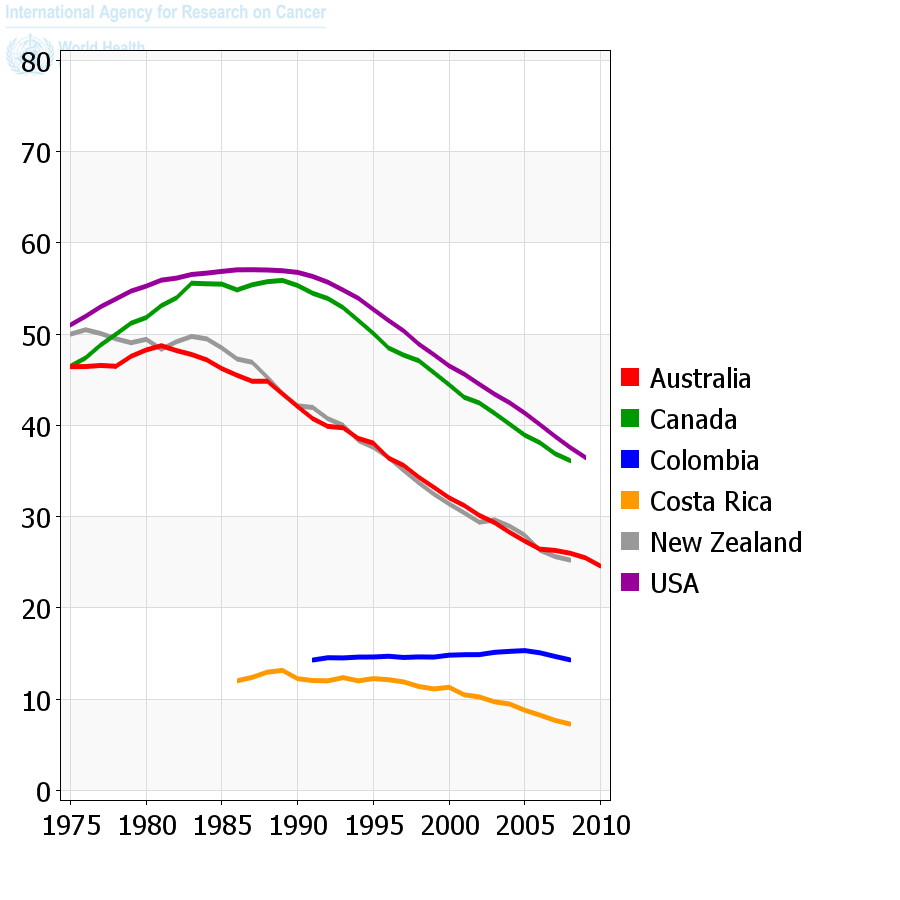 International Agency for Research on Cancer
World Health
80
70
60
50
40
30
20
10
0
1975 1980 1985 1990 1995 2000 2005 2010
Australia
Canada
Colombia
Costa Rica
New Zealand
USA